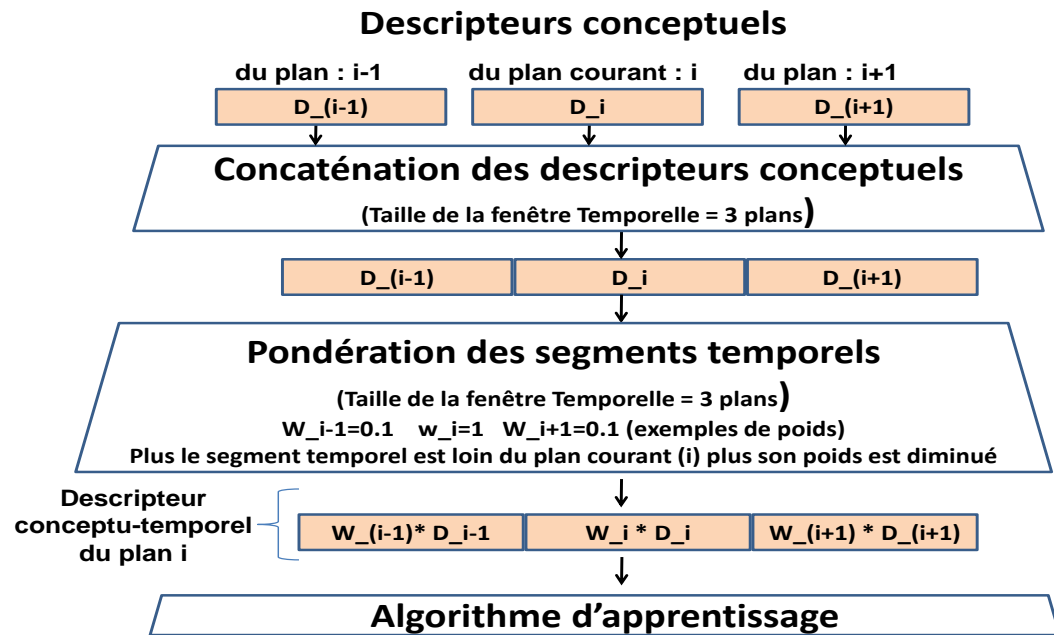 Descripteurs conceptuels
du plan : i-1
du plan courant : i
du plan : i+1
D_(i-1)
D_i
D_(i+1)
Concaténation des descripteurs conceptuels
(Taille de la fenêtre Temporelle = 3 plans)
D_(i-1)
D_i
D_(i+1)
Pondération des segments temporels
(Taille de la fenêtre Temporelle = 3 plans)
W_i-1=0.1 w_i=1 W_i+1=0.1 (exemples de poids)
Plus le segment temporel est loin du plan courant (i) plus son poids est diminué
Descripteur
conceptu-temporel
du plan i
W_(i-1)* D_i-1
W_i * D_i
W_(i+1) * D_(i+1)
Algorithme d’apprentissage